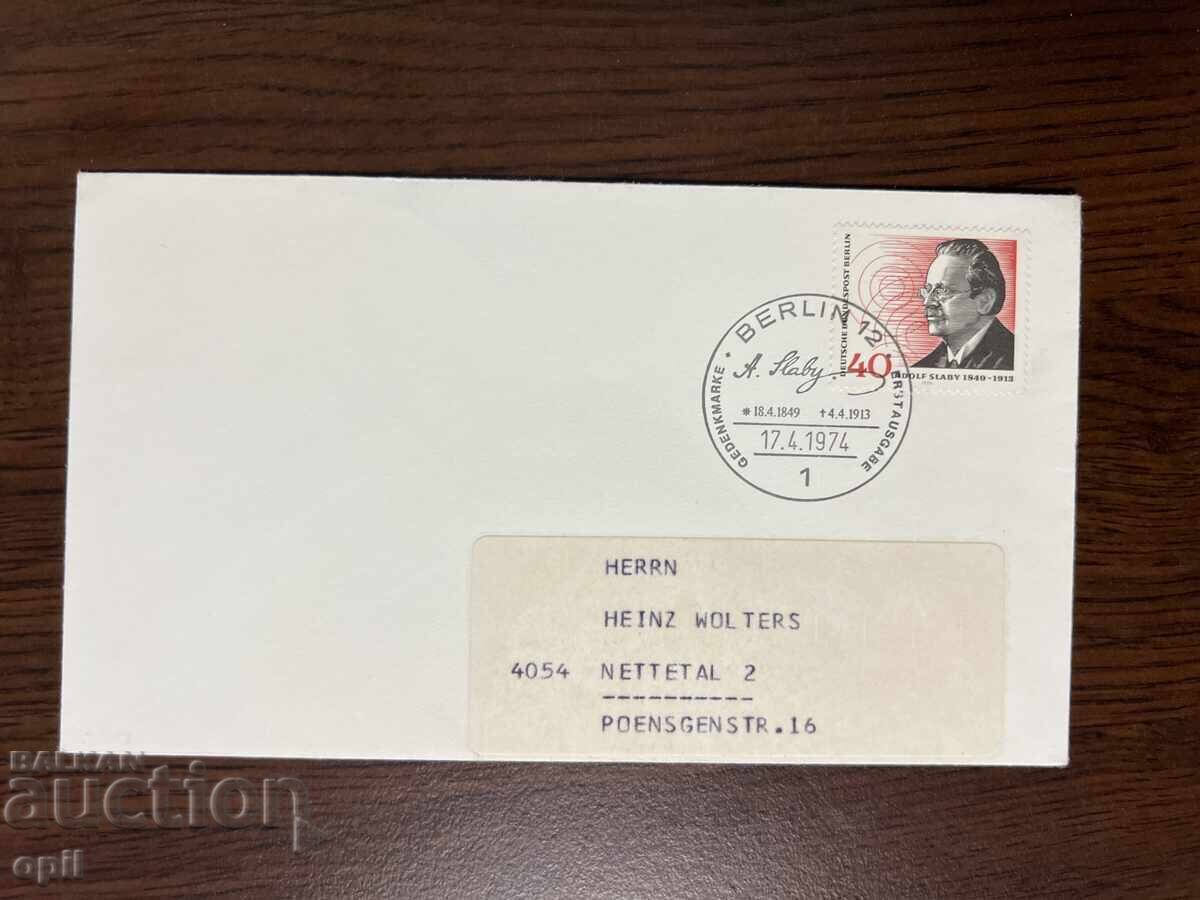 DEUTSCHE BUNDESPOST BERLIN
40
ADOLF SLABY 1849-1913
BERLIN 12
A. Slaby
* 18.4.1849 † 4.4.1913
17.4.1974
1
GEDENKMARKE * ERSTAUSGABE
HERRN
HEINZ WOLTERS
4054 NETTETAL 2
----------
POENSGENSTR.16
BALKAN
auction
opil